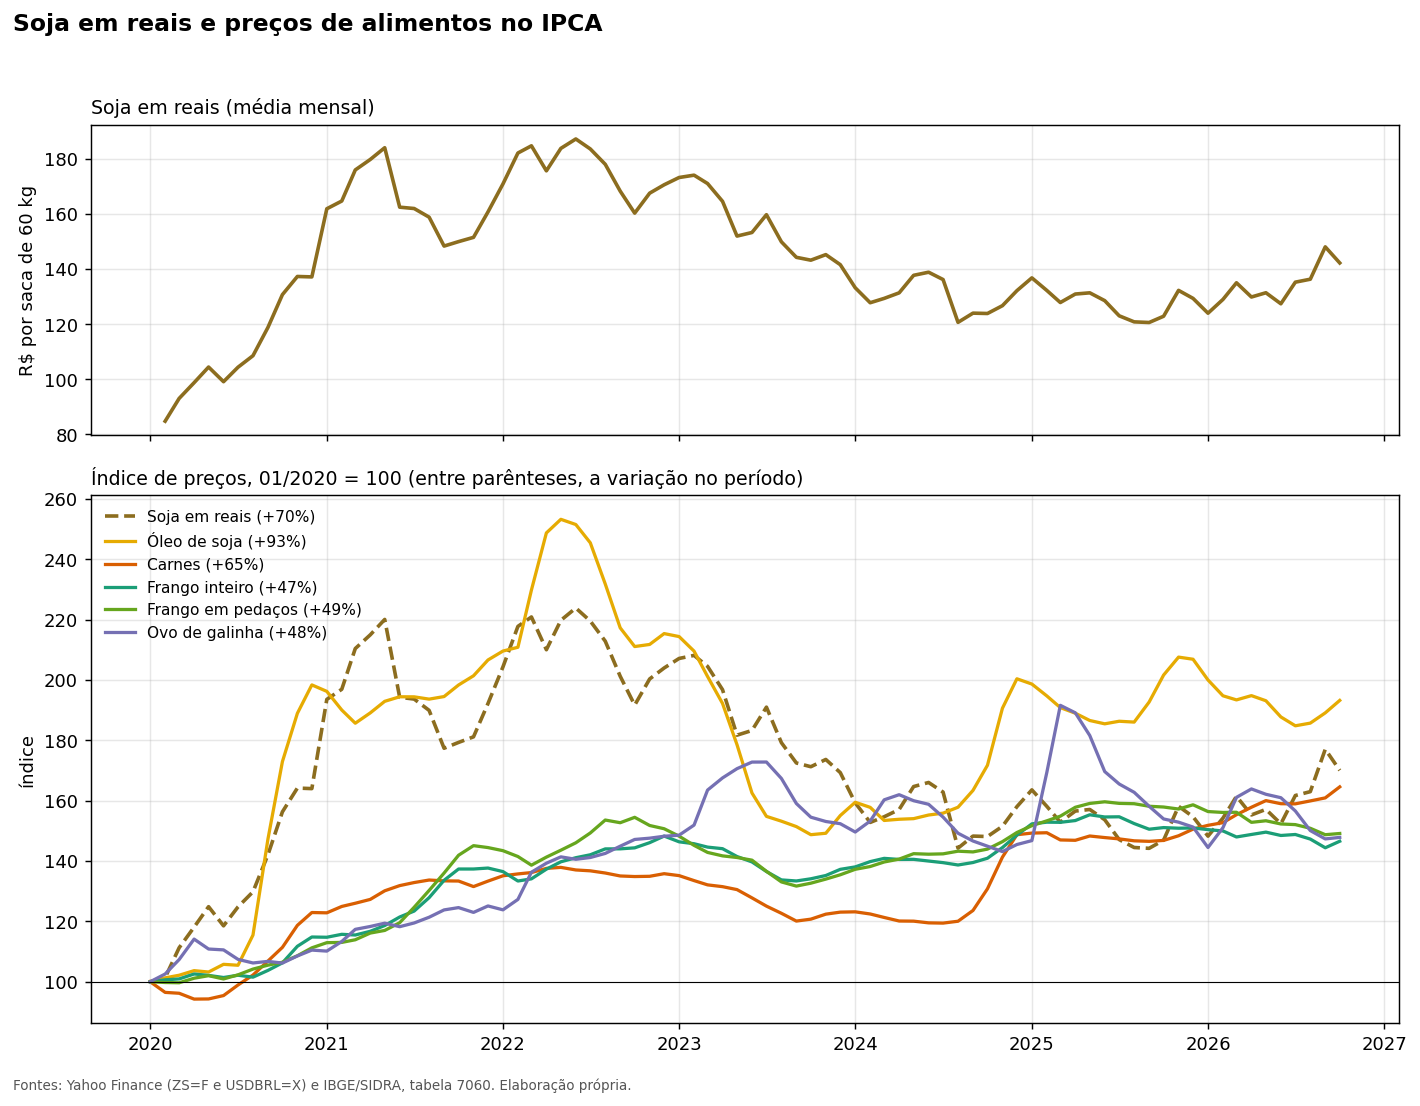 Soja em reais e preços de alimentos no IPCA
Soja em reais (média mensal)
R$ por saca de 60 kg
180
160
140
120
100
80
Índice de preços, 01/2020 = 100 (entre parênteses, a variação no período)
índice
260
240
220
200
180
160
140
120
100
Soja em reais (+70%)
Óleo de soja (+93%)
Carnes (+65%)
Frango inteiro (+47%)
Frango em pedaços (+49%)
Ovo de galinha (+48%)
2020 2021 2022 2023 2024 2025 2026 2027
Fontes: Yahoo Finance (ZS=F e USDBRL=X) e IBGE/SIDRA, tabela 7060. Elaboração própria.